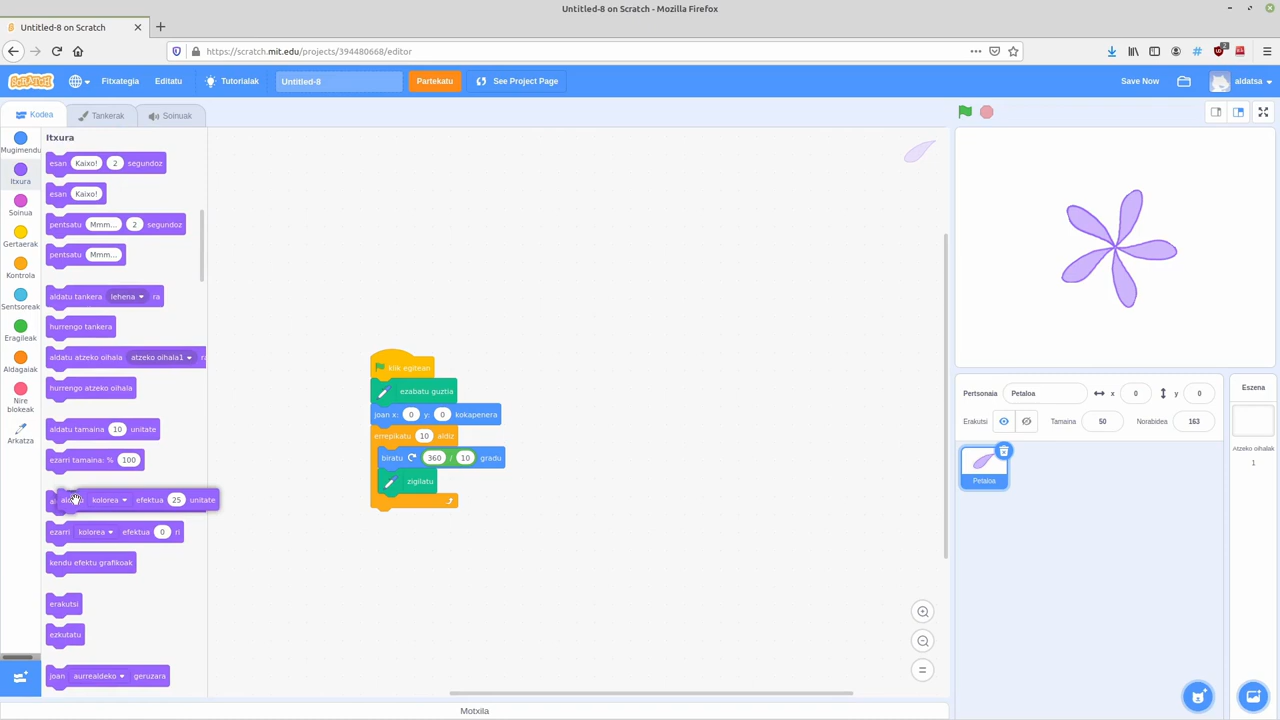 Untitled-8 on Scratch - Mozilla Firefox
Untitled-8 on Scratch
https://scratch.mit.edu/projects/394480668/editor
2
SCRATCH
Fitxategia
Editatu
Tutorialak
Untitled-8
Partekatu
See Project Page
Save Now
aldatsa
Kodea
Tankerak
Soinuak
Mugimendu
Itxura
Soinua
Gertaerak
Kontrola
Sentsoreak
Eragileak
Aldagaiak
Nire
blokeak
Arkatza
Itxura
esan Kaixo! 2 segundoz
esan Kaixo!
pentsatu Mmm... 2 segundoz
pentsatu Mmm...
aldatu tankera lehena ra
hurrengo tankera
aldatu atzeko oihala atzeko oihala1
hurrengo atzeko oihala
aldatu tamaina 10 unitate
ezarri tamaina: % 100
kolorea efektua 25 unitate
ezarri kolorea efektua 0 ri
kendu efektu grafikoak
erakutsi
ezkutatu
joan aurrealdeko geruzara
klik egitean
ezabatu guztia
joan x: 0 y: 0 kokapenera
errepikatu 10 aldiz
biratu 360 / 10 gradu
zigilatu
Motxila
Pertsonaia Petaloa x 0 y 0
Erakutsi Tamaina 50 Norabidea 163
Petaloa
Eszena
Atzeko oihalak
1